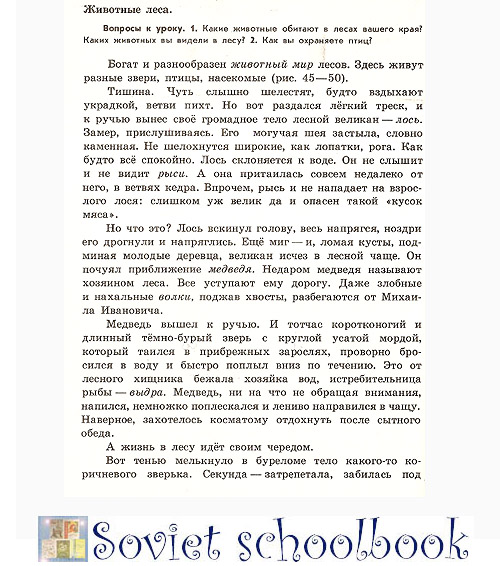 Животные леса.
Вопросы к уроку. 1. Какие животные обитают в лесах вашего края?
Каких животных вы видели в лесу? 2. Как вы охраняете птиц?
Богат и разнообразен животный мир лесов. Здесь живут
разные звери, птицы, насекомые (рис. 45—50).
Тишина. Чуть слышно шелестят, будто вздыхают
украдкой, ветви пихт. Но вот раздался лёгкий треск, и
к ручью вынес своё громадное тело лесной великан — лось.
Замер, прислушиваясь. Его могучая шея застыла, словно
каменная. Не шелохнутся широкие, как лопатки, рога. Как
будто всё спокойно. Лось склоняется к воде. Он не слышит
и не видит рыси. А она притаилась совсем недалеко от
него, в ветвях кедра. Впрочем, рысь и не нападает на взрос-
лого лося: слишком уж велик да и опасен такой «кусок
мяса».
Но что это? Лось вскинул голову, весь напрягся, ноздри
его дрогнули и напряглись. Ещё миг — и, ломая кусты, под-
миная молодые деревца, великан исчез в лесной чаще. Он
почуял приближение медведя. Недаром медведя называют
хозяином леса. Все уступают ему дорогу. Даже злобные
и нахальные волки, поджав хвосты, разбегаются от Михаи-
ла Ивановича.
Медведь вышел к ручью. И тотчас коротконогий и
длинный тёмно-бурый зверь с круглой усатой мордой,
который таился в прибрежных зарослях, проворно бро-
сился в воду и быстро поплыл вниз по течению. Это от
лесного хищника бежала хозяйка вод, истребительница
рыбы — выдра. Медведь, ни на что не обращая внимания,
напился, немножко поплескался и лениво направился в чащу.
Наверное, захотелось косматому отдохнуть после сытного
обеда.
А жизнь в лесу идёт своим чередом.
Вот тенью мелькнуло в буреломе тело какого-то ко-
ричневого зверька. Секунда — затрепетала, забилась под
Soviet schoolbook